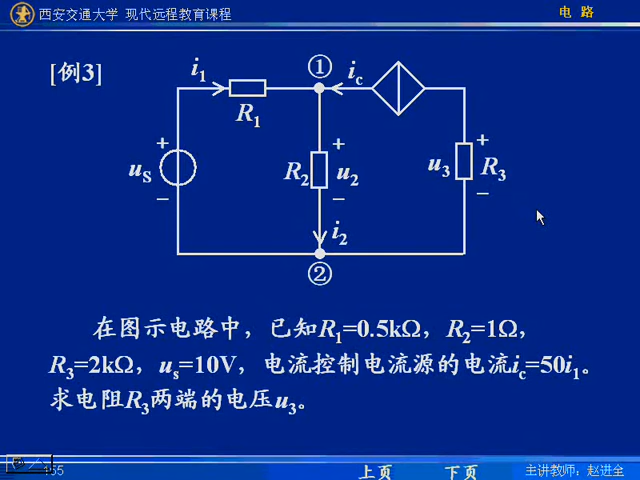 西安交通大学 现代远程教育课程
电 路
[例3]
i1
①
ic
R1
+
+
+
uS
R2
u2
u3
R3
−
−
−
i2
②
在图示电路中，已知R1=0.5kΩ，R2=1Ω，
R3=2kΩ，us=10V，电流控制电流源的电流ic=50i1。
求电阻R3两端的电压u3。
上页
下页
主讲教师：赵进全